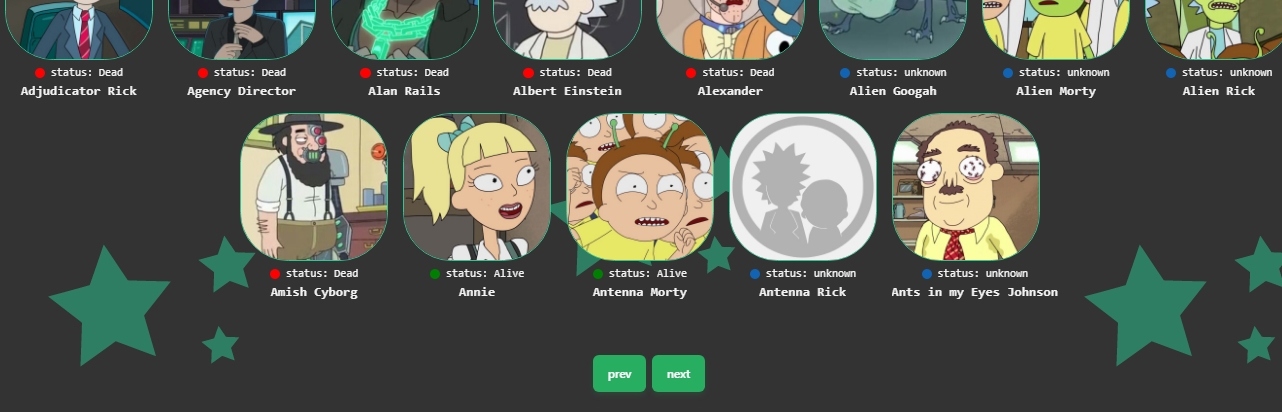 status: Dead status: Dead status: Dead status: Dead status: Dead status: unknown status: unknown status: unknown
Adjudicator Rick Agency Director Alan Rails Albert Einstein Alexander Alien Googah Alien Morty Alien Rick
status: Dead status: Alive status: Alive status: unknown status: unknown
Amish Cyborg Annie Antenna Morty Antenna Rick Ants in my Eyes Johnson
prev next